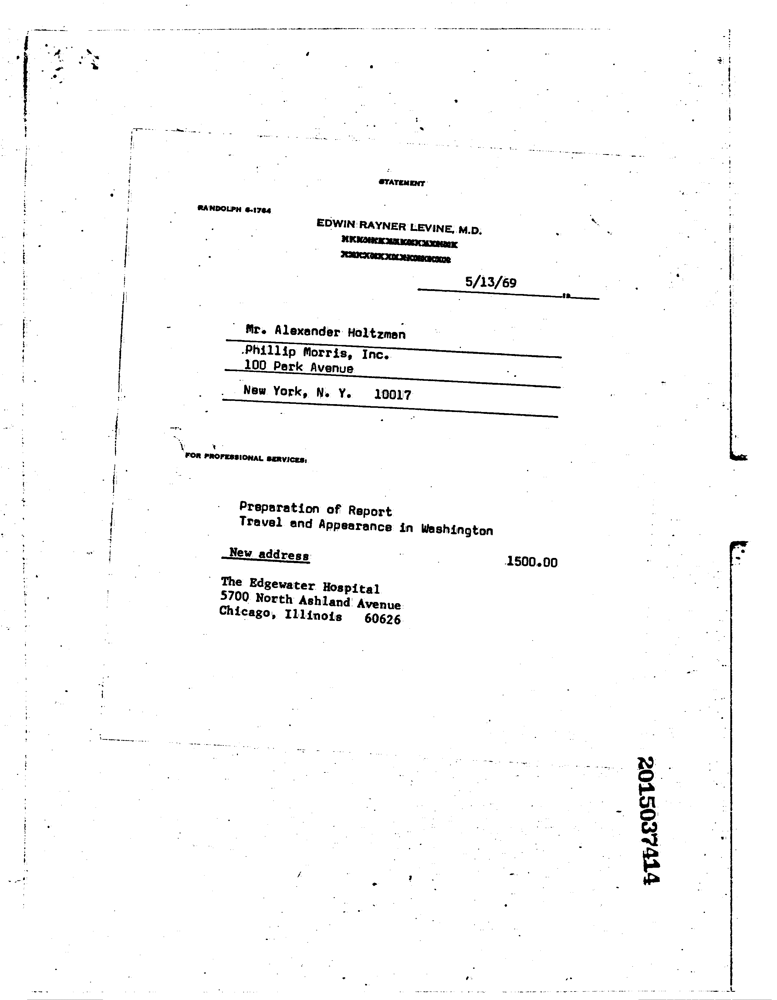 STATEMENT
RANDOLPH 6-1764
EDWIN RAYNER LEVINE, M.D.
5/13/69
19
Mr. Alexander Holtzman
Phillip Morris, Inc.
100 Park Avenue
New York, N. Y. 10017
FOR PROFESSIONAL SERVICES:
Preparation of Report
Travel and Appearance in Washington
New address
1500.00
The Edgewater Hospital
5700 North Ashland Avenue
Chicago, Illinois 60626
2015037414